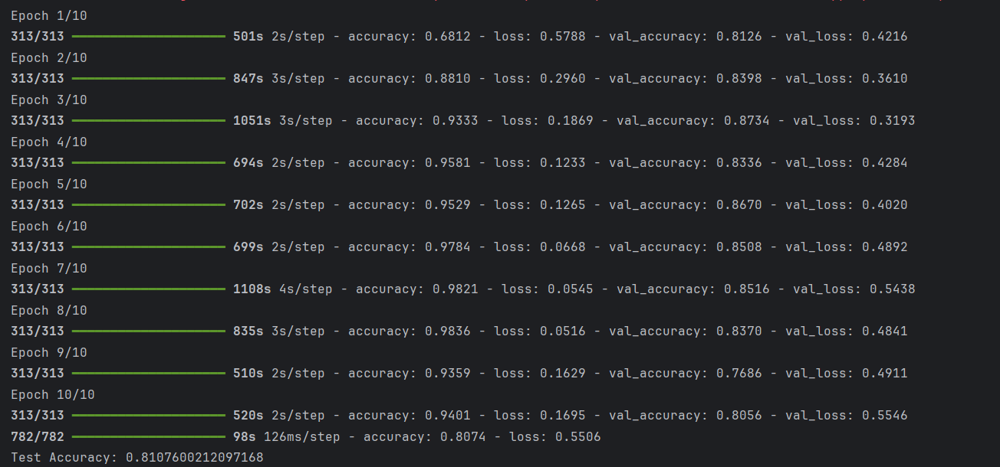 Epoch 1/10
313/313 ━━━━━━━━━━━━━━━━━━━━ 501s 2s/step - accuracy: 0.6812 - loss: 0.5788 - val_accuracy: 0.8126 - val_loss: 0.4216
Epoch 2/10
313/313 ━━━━━━━━━━━━━━━━━━━━ 847s 3s/step - accuracy: 0.8810 - loss: 0.2960 - val_accuracy: 0.8398 - val_loss: 0.3610
Epoch 3/10
313/313 ━━━━━━━━━━━━━━━━━━━━ 1051s 3s/step - accuracy: 0.9333 - loss: 0.1869 - val_accuracy: 0.8734 - val_loss: 0.3193
Epoch 4/10
313/313 ━━━━━━━━━━━━━━━━━━━━ 694s 2s/step - accuracy: 0.9581 - loss: 0.1233 - val_accuracy: 0.8336 - val_loss: 0.4284
Epoch 5/10
313/313 ━━━━━━━━━━━━━━━━━━━━ 702s 2s/step - accuracy: 0.9529 - loss: 0.1265 - val_accuracy: 0.8670 - val_loss: 0.4020
Epoch 6/10
313/313 ━━━━━━━━━━━━━━━━━━━━ 699s 2s/step - accuracy: 0.9784 - loss: 0.0668 - val_accuracy: 0.8508 - val_loss: 0.4892
Epoch 7/10
313/313 ━━━━━━━━━━━━━━━━━━━━ 1108s 4s/step - accuracy: 0.9821 - loss: 0.0545 - val_accuracy: 0.8516 - val_loss: 0.5438
Epoch 8/10
313/313 ━━━━━━━━━━━━━━━━━━━━ 835s 3s/step - accuracy: 0.9836 - loss: 0.0516 - val_accuracy: 0.8370 - val_loss: 0.4841
Epoch 9/10
313/313 ━━━━━━━━━━━━━━━━━━━━ 510s 2s/step - accuracy: 0.9359 - loss: 0.1629 - val_accuracy: 0.7686 - val_loss: 0.4911
Epoch 10/10
313/313 ━━━━━━━━━━━━━━━━━━━━ 520s 2s/step - accuracy: 0.9401 - loss: 0.1695 - val_accuracy: 0.8056 - val_loss: 0.5546
782/782 ━━━━━━━━━━━━━━━━━━━━ 98s 126ms/step - accuracy: 0.8074 - loss: 0.5506
Test Accuracy: 0.8107600212097168